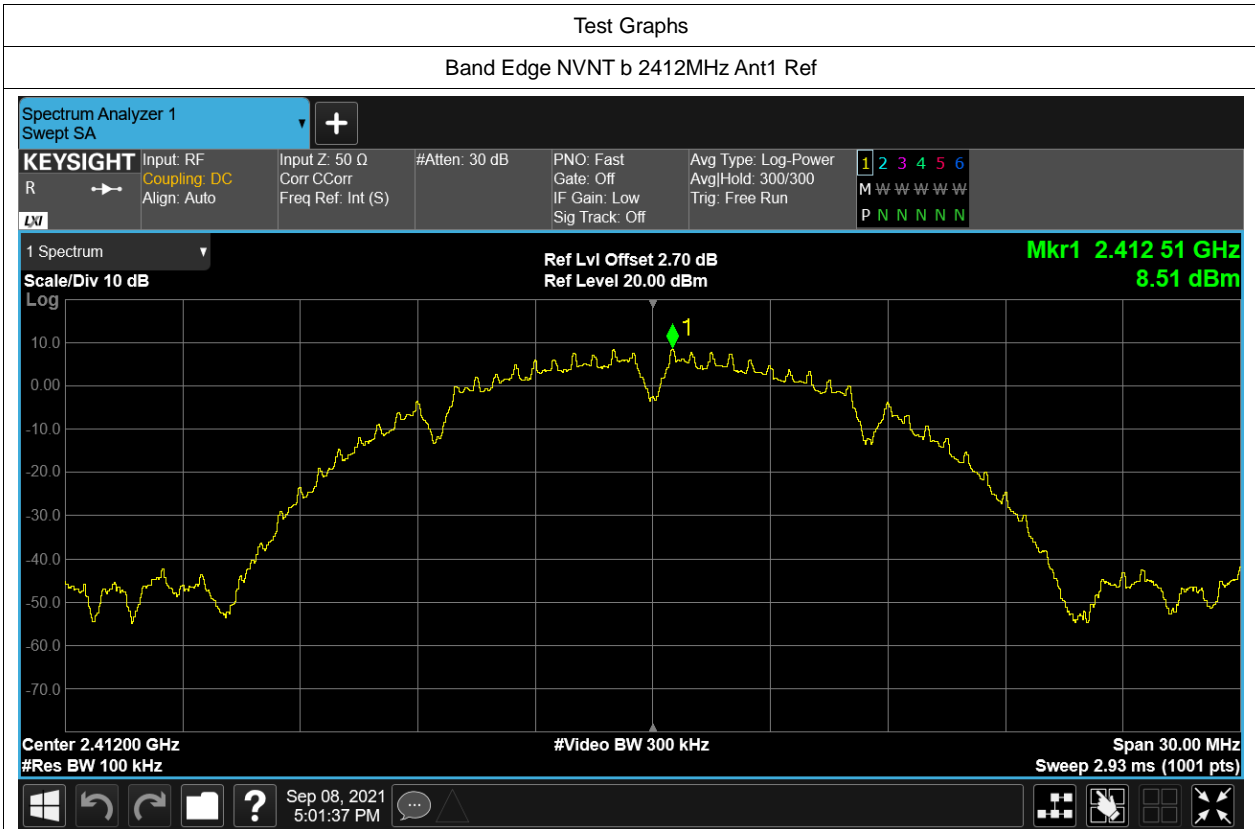 Test Graphs
Band Edge NVNT b 2412MHz Ant1 Ref
Spectrum Analyzer 1
Swept SA
KEYSIGHT
R
LXI
Input: RF
Coupling: DC
Align: Auto
Input Z: 50 Ω
Corr CCorr
Freq Ref: Int (S)
#Atten: 30 dB
PNO: Fast
Gate: Off
IF Gain: Low
Sig Track: Off
Avg Type: Log-Power
Avg|Hold: 300/300
Trig: Free Run
1 2 3 4 5 6
M W W W W W
P N N N N N
1 Spectrum
Scale/Div 10 dB
Ref Lvl Offset 2.70 dB
Ref Level 20.00 dBm
Mkr1 2.412 51 GHz
8.51 dBm
Log
1
10.0
0.00
-10.0
-20.0
-30.0
-40.0
-50.0
-60.0
-70.0
Center 2.41200 GHz
#Video BW 300 kHz
Span 30.00 MHz
#Res BW 100 kHz
Sweep 2.93 ms (1001 pts)
?
Sep 08, 2021
5:01:37 PM